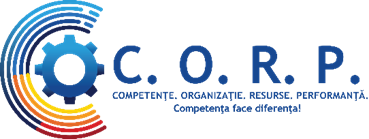 C. O. R. P.
COMPETENȚE. ORGANIZAȚIE. RESURSE. PERFORMANȚĂ.
Competența face diferența!